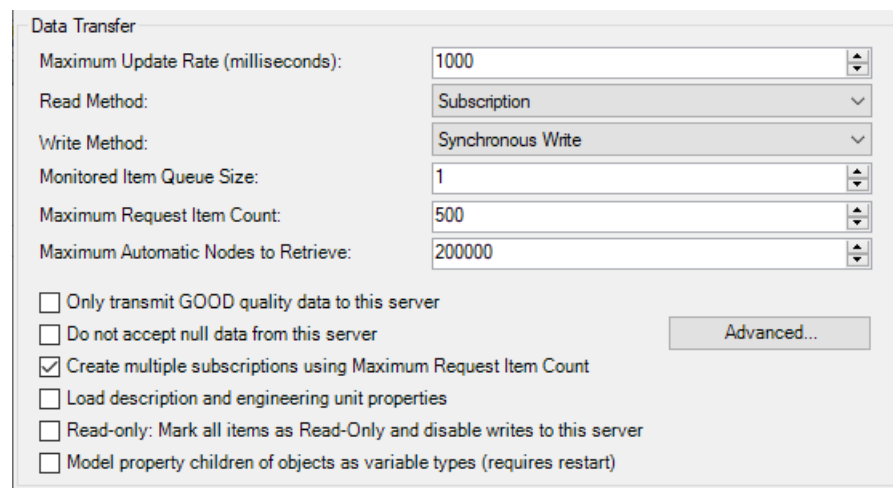 Data Transfer
Maximum Update Rate (milliseconds): 1000
Read Method: Subscription
Write Method: Synchronous Write
Monitored Item Queue Size: 1
Maximum Request Item Count: 500
Maximum Automatic Nodes to Retrieve: 200000
Only transmit GOOD quality data to this server
Do not accept null data from this server Advanced...
Create multiple subscriptions using Maximum Request Item Count
Load description and engineering unit properties
Read-only: Mark all items as Read-Only and disable writes to this server
Model property children of objects as variable types (requires restart)